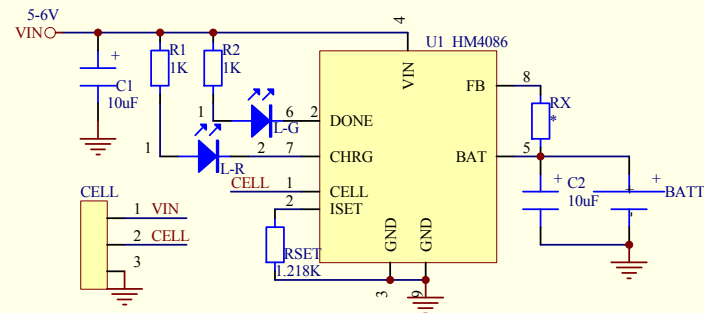 5-6V
VIN
4
U1 HM4086
R1
1K
R2
1K
C1
10uF
+
VIN
FB
8
RX
*
1
6
2
DONE
L-G
1
2
7
CHRG
L-R
BAT
5
CELL
1
CELL
2
ISET
C2
10uF
+
+
+
-
BATT
CELL
1
VIN
2
CELL
3
RSET
1.218K
GND
GND
3
9